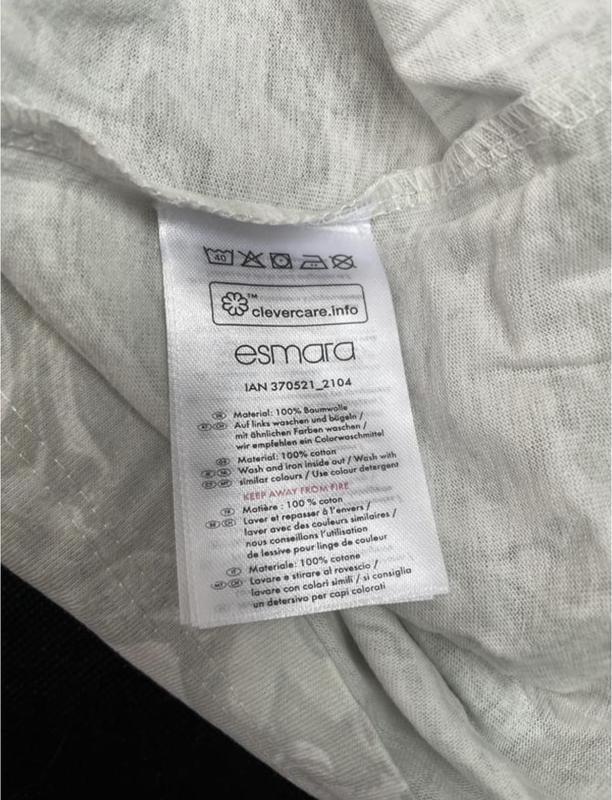 40
clevercare.info™
esmara
IAN 370521_2104
Material: 100% Baumwolle
Auf links waschen und bügeln /
mit ähnlichen Farben waschen /
wir empfehlen ein Colorwaschmittel
Material: 100% cotton
Wash and iron inside out / Wash with
similar colours / Use colour detergent
KEEP AWAY FROM FIRE
Matière : 100 % coton
Laver et repasser à l'envers /
laver avec des couleurs similaires /
nous conseillons l'utilisation
de lessive pour linge de couleur
Materiale: 100% cotone
Lavare e stirare al rovescio /
lavare con colori simili / si consiglia
un detersivo per capi colorati